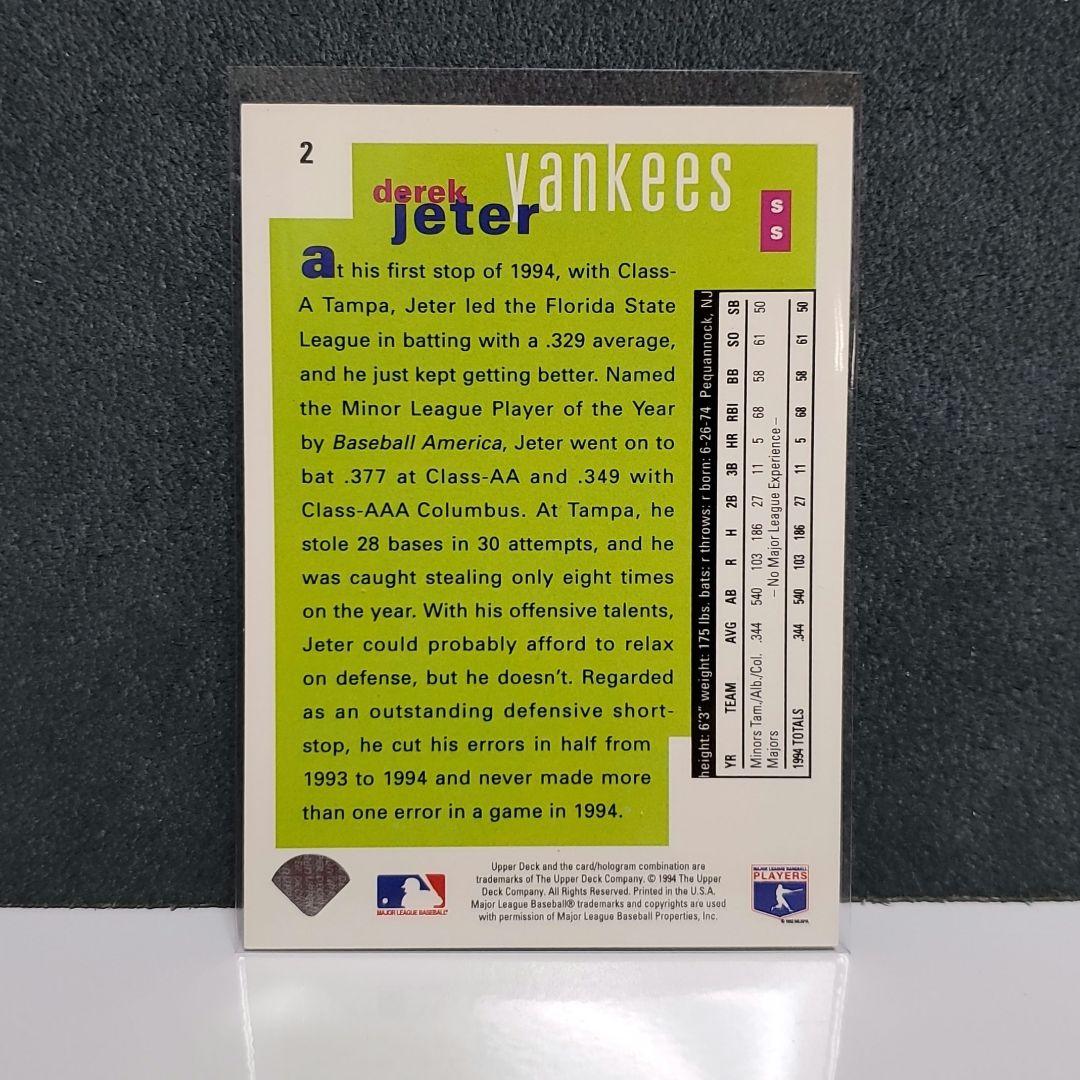 2
yankees
derek
jeter
s
s
at his first stop of 1994, with Class-
A Tampa, Jeter led the Florida State
League in batting with a .329 average,
and he just kept getting better. Named
the Minor League Player of the Year
by Baseball America, Jeter went on to
bat .377 at Class-AA and .349 with
Class-AAA Columbus. At Tampa, he
stole 28 bases in 30 attempts, and he
was caught stealing only eight times
on the year. With his offensive talents,
Jeter could probably afford to relax
on defense, but he doesn't. Regarded
as an outstanding defensive short-
stop, he cut his errors in half from
1993 to 1994 and never made more
than one error in a game in 1994.
height: 6'3" weight: 175 lbs. bats: r throws: r born: 6-26-74 Pequannock, NJ
YR TEAM AVG AB R H 2B 3B HR RBI BB SO SB
Minors Tam./Alb./Col. .344 540 103 186 27 11 5 68 58 61 50
Majors – No Major League Experience –
1994 TOTALS .344 540 103 186 27 11 5 68 58 61 50
MAJOR LEAGUE BASEBALL®
Upper Deck and the card/hologram combination are
trademarks of The Upper Deck Company. © 1994 The Upper
Deck Company. All Rights Reserved. Printed in the U.S.A.
Major League Baseball® trademarks and copyrights are used
with permission of Major League Baseball Properties, Inc.
MAJOR LEAGUE BASEBALL
PLAYERS